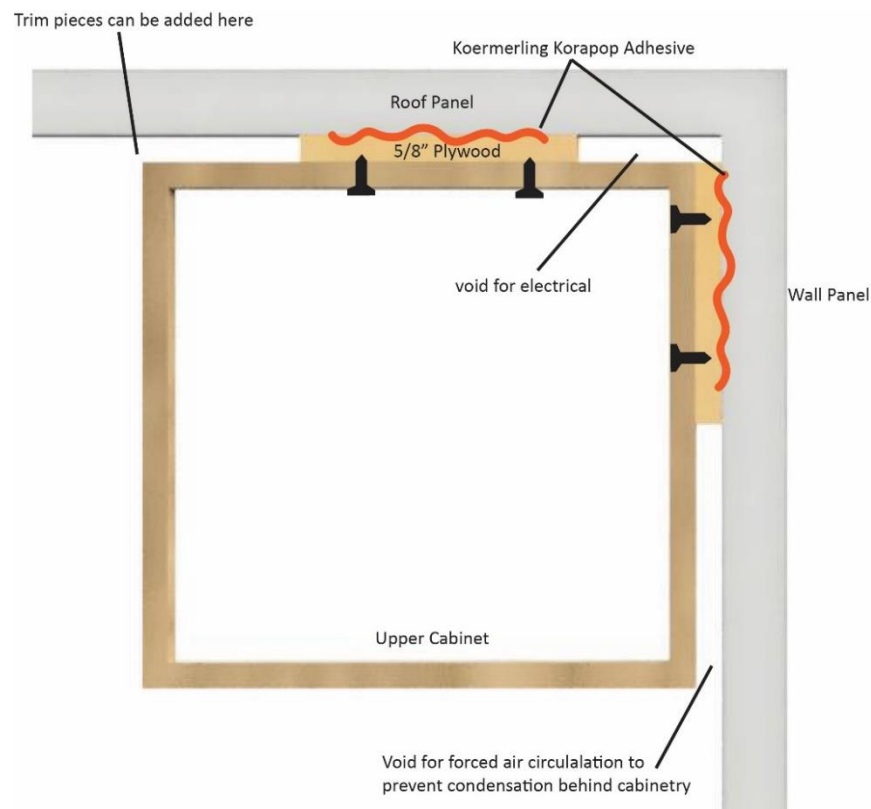 Trim pieces can be added here
Koermerling Korapop Adhesive
Roof Panel
5/8” Plywood
void for electrical
Wall Panel
Upper Cabinet
Void for forced air circulalation to
prevent condensation behind cabinetry